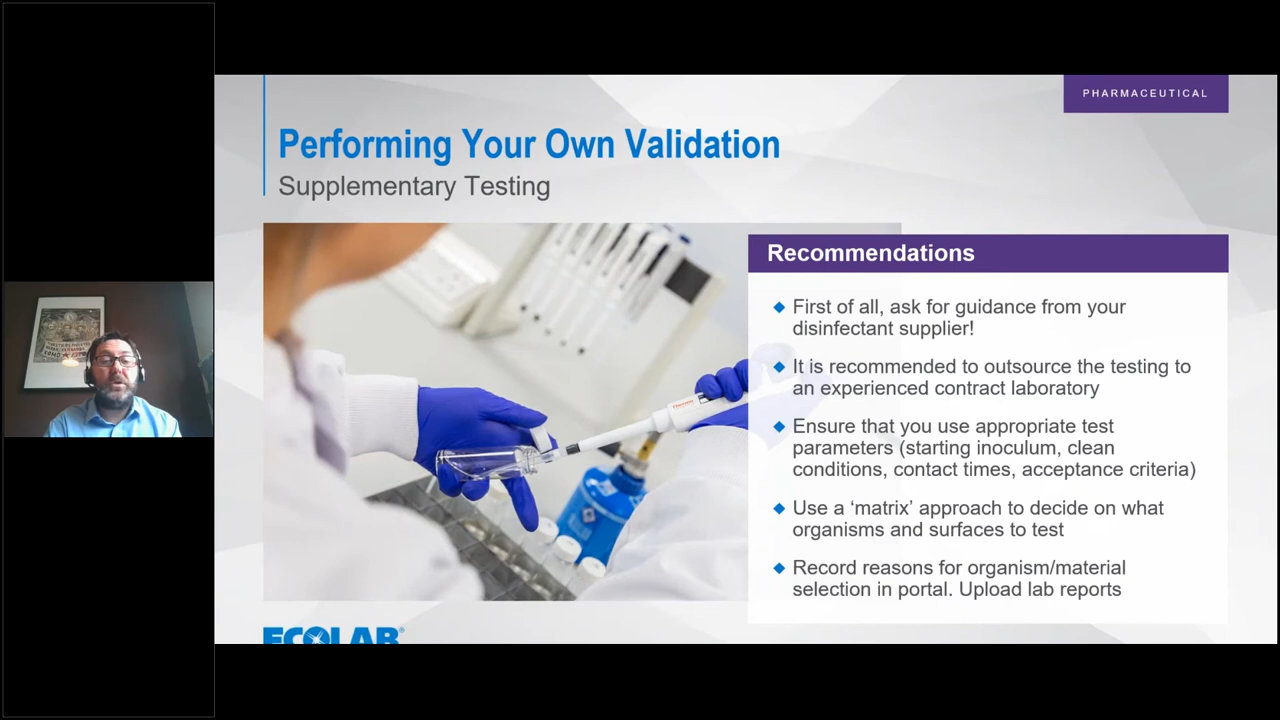 PHARMACEUTICAL
Performing Your Own Validation
Supplementary Testing
Recommendations
First of all, ask for guidance from your
disinfectant supplier!
It is recommended to outsource the testing to
an experienced contract laboratory
Ensure that you use appropriate test
parameters (starting inoculum, clean
conditions, contact times, acceptance criteria)
Use a ‘matrix’ approach to decide on what
organisms and surfaces to test
Record reasons for organism/material
selection in portal. Upload lab reports
ECOLAB®